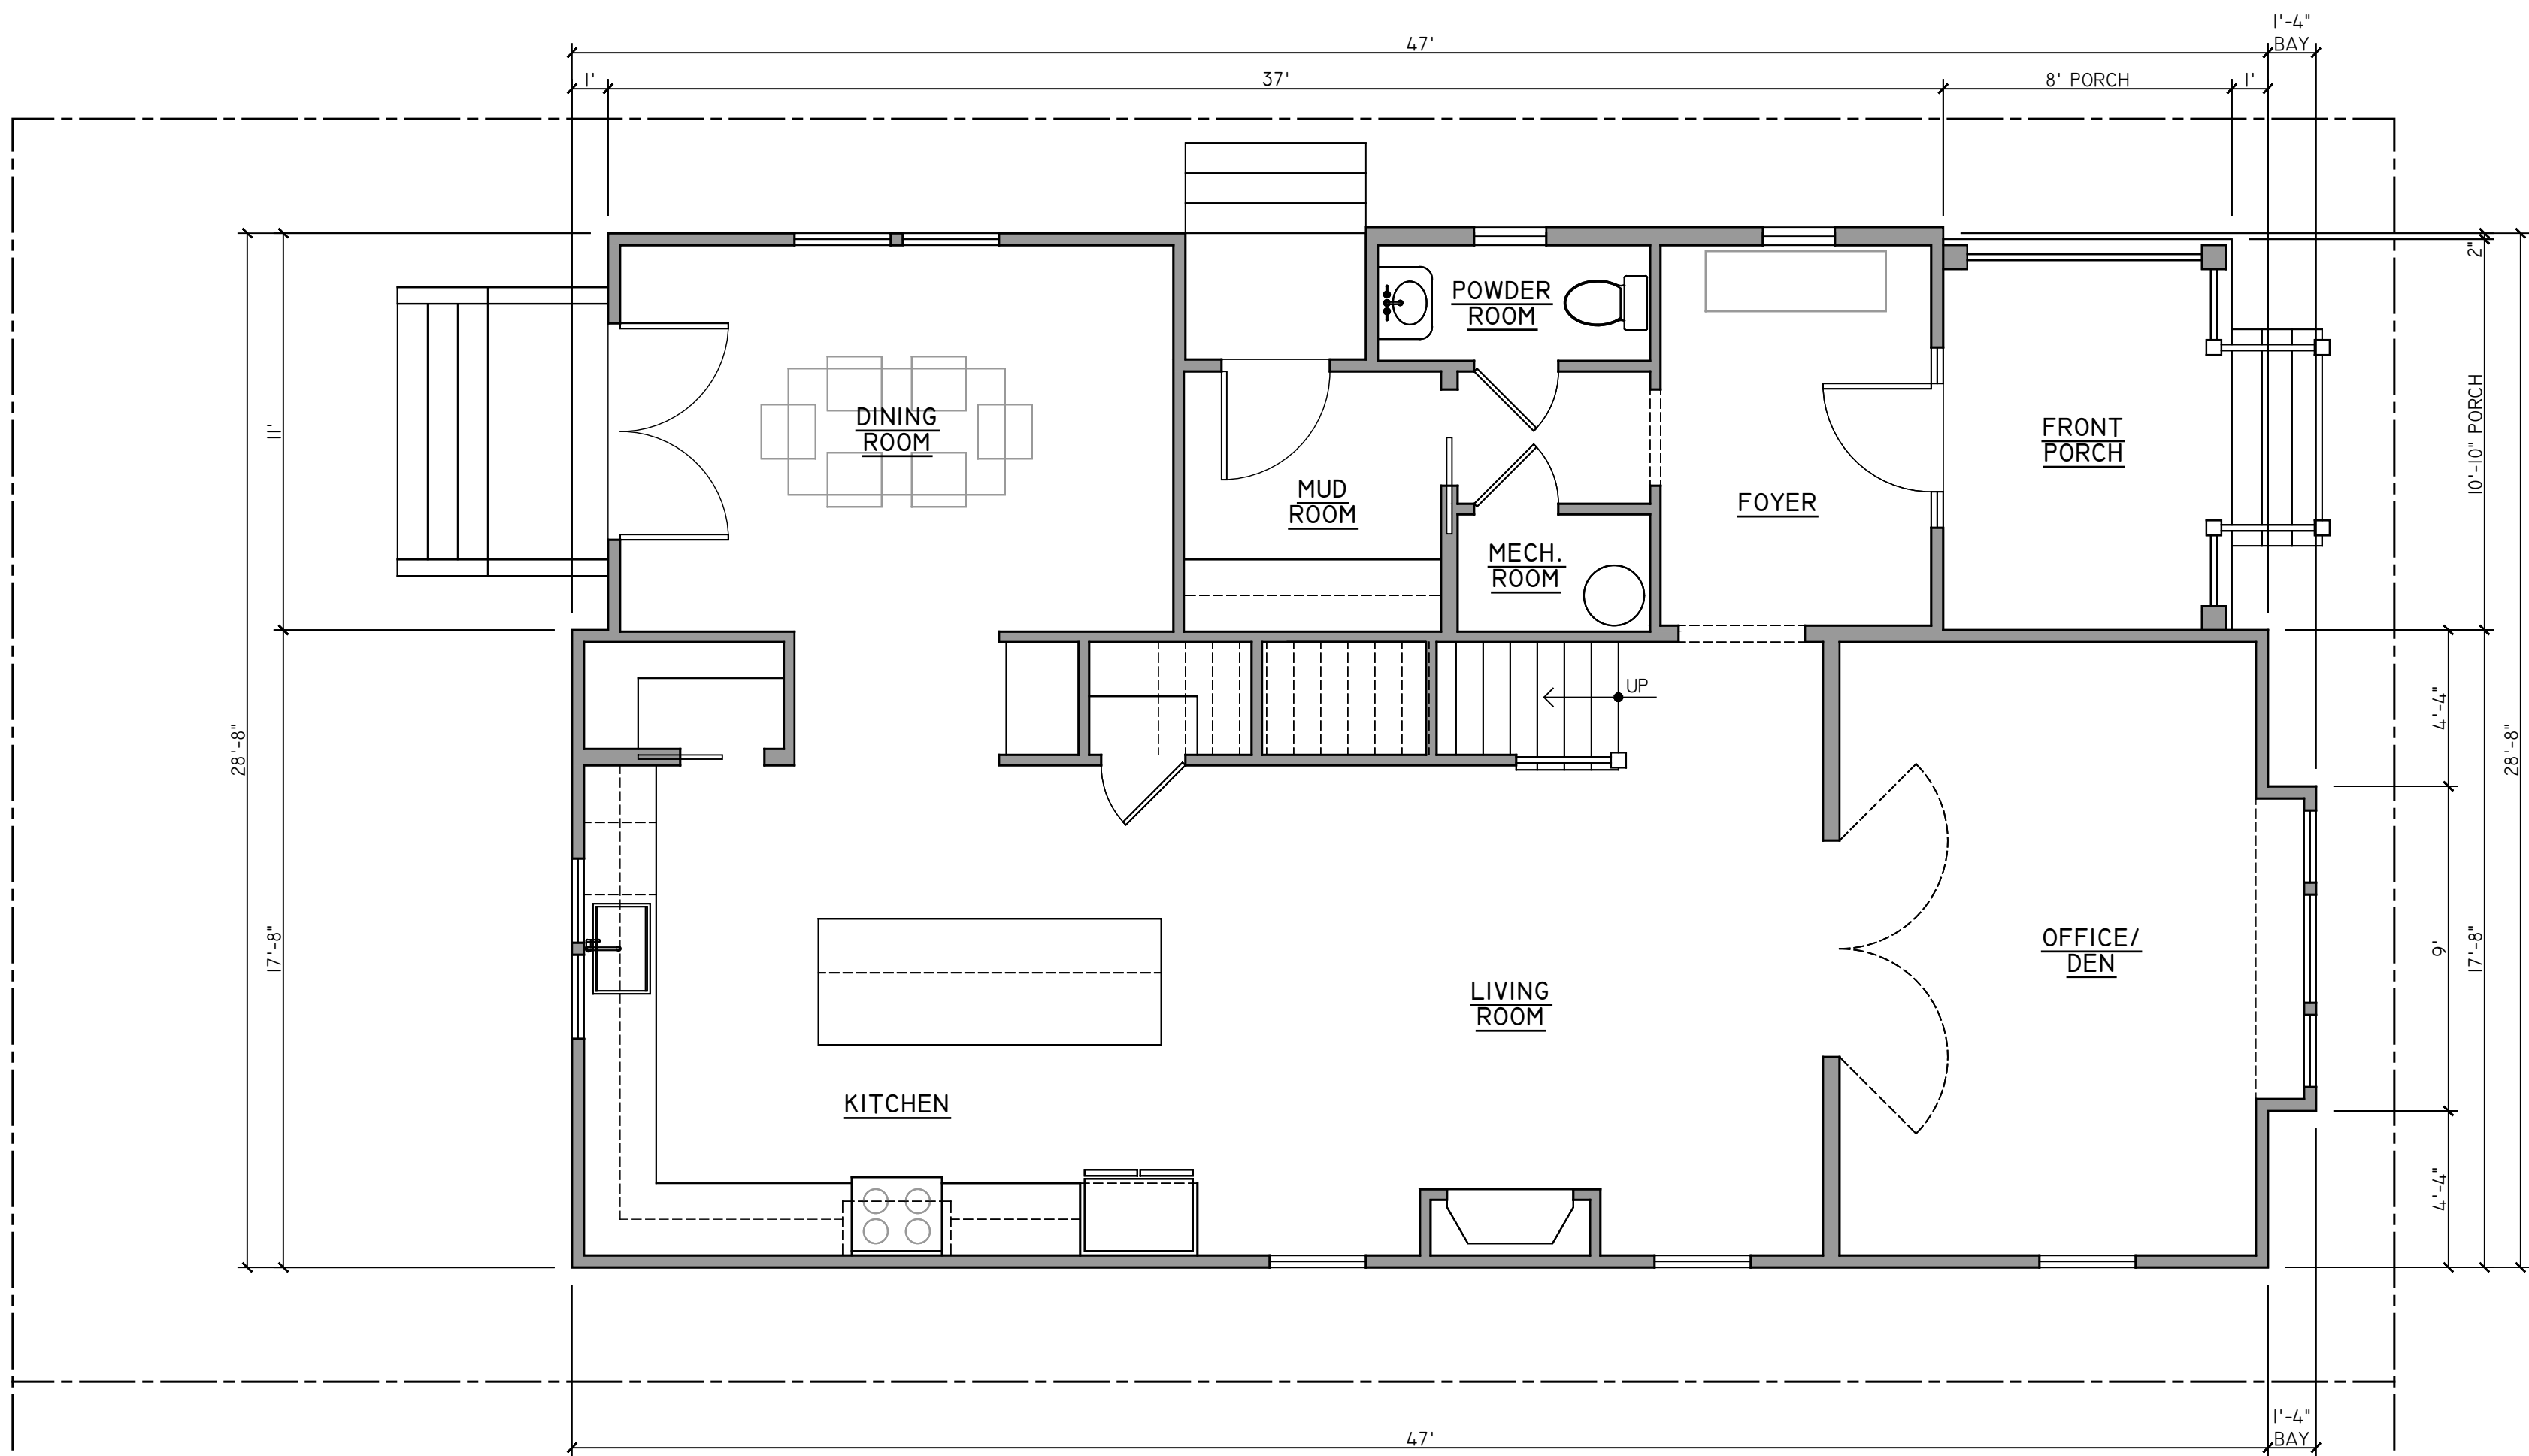 1'-4"
47'
BAY
1'
37'
8' PORCH
1'
2"
POWDER
ROOM
DINING
ROOM
11'
10'-10" PORCH
FRONT
PORCH
MUD
ROOM
FOYER
MECH.
ROOM
UP
4'-4"
28'-8"
28'-8"
17'-8"
OFFICE/
DEN
9'
17'-8"
LIVING
ROOM
KITCHEN
4'-4"
1'-4"
47'
BAY